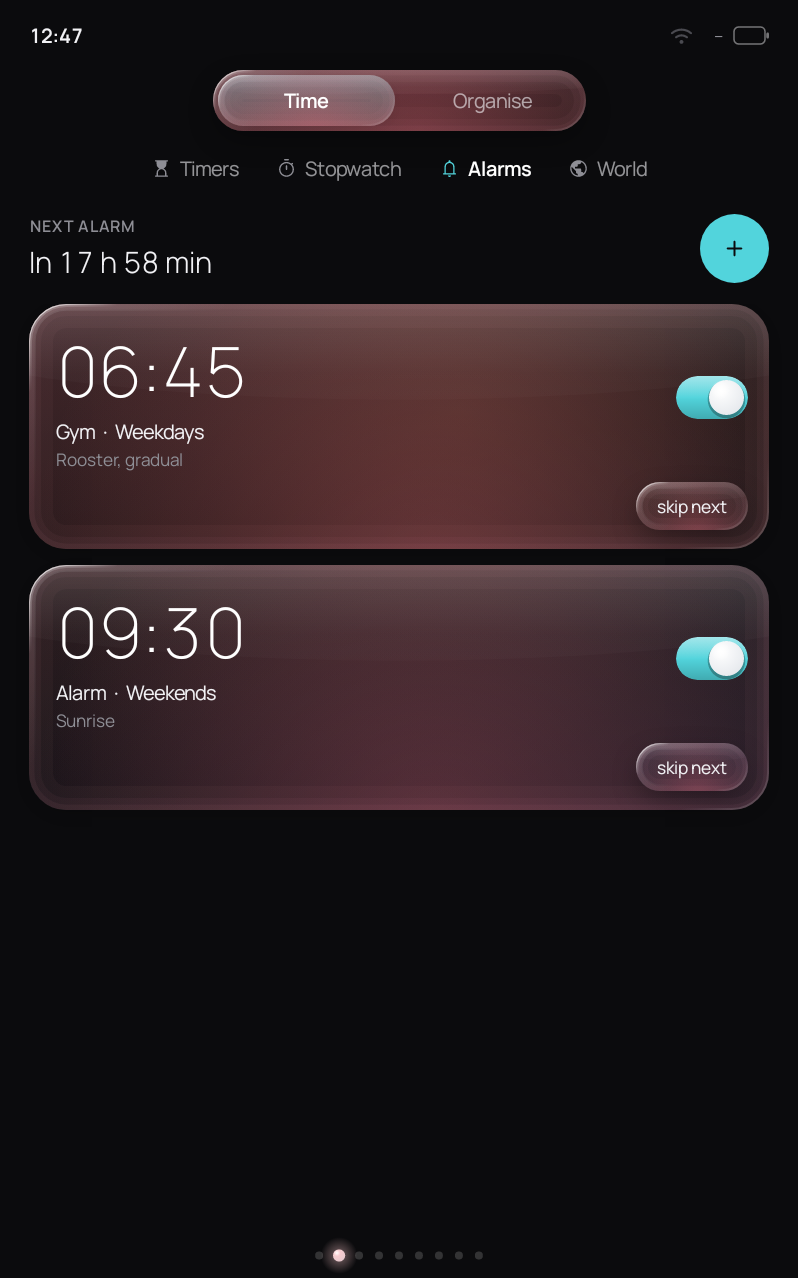 12:47
Time Organise
Timers Stopwatch Alarms World
NEXT ALARM
In 17 h 58 min
+
06:45
Gym · Weekdays
Rooster, gradual
skip next
09:30
Alarm · Weekends
Sunrise
skip next